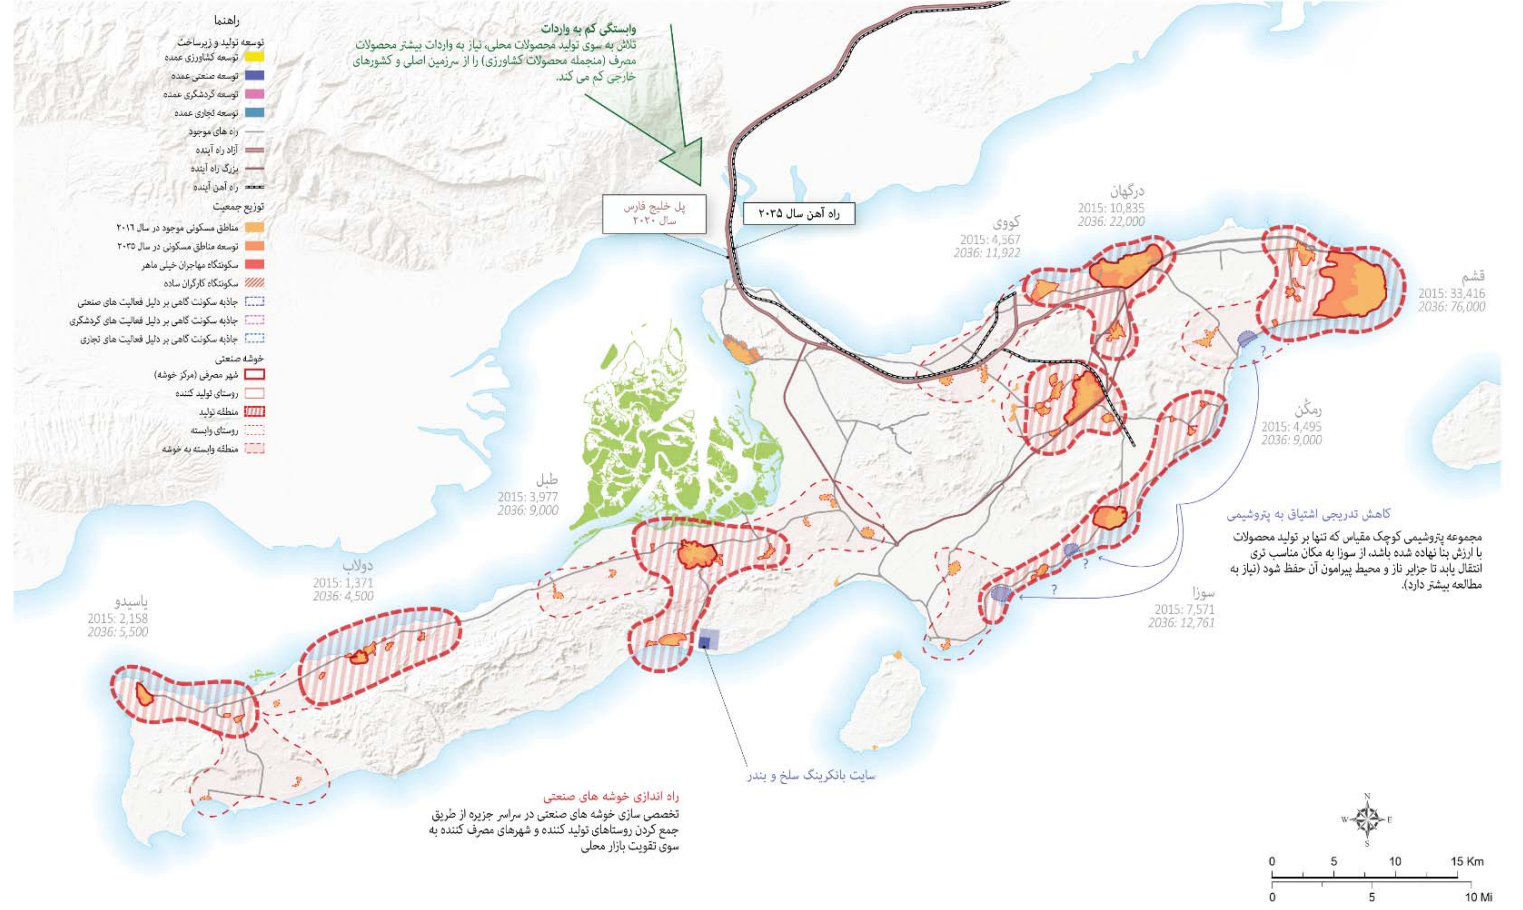 راهنما
توسعه تولید و زیرساخت
توسعه کشاورزی عمده
توسعه صنعتی عمده
توسعه گردشگری عمده
توسعه تجاری عمده
راه های موجود
آزاد راه آینده
بزرگ راه آینده
راه آهن آینده
توزیع جمعیت
مناطق مسکونی موجود در سال ۲۰۱٦
توسعه مناطق مسکونی در سال ۲۰۳۵
سکونتگاه مهاجران خیلی ماهر
سکونتگاه کارگران ساده
جاذبه سکونت گاهی بر دلیل فعالیت های صنعتی
جاذبه سکونت گاهی بر دلیل فعالیت های گردشگری
جاذبه سکونت گاهی بر دلیل فعالیت های تجاری
خوشه صنعتی
شهر مصرفی (مرکز خوشه)
روستای تولید کننده
منطقه تولید
روستای وابسته
منطقه وابسته به خوشه
وابستگی کم به واردات
تلاش به سوی تولید محصولات محلی، نیاز به واردات بیشتر محصولات
مصرف (منجمله محصولات کشاورزی) را از سرزمین اصلی و کشورهای
خارجی کم می کند.
پل خلیج فارس
سال ۲۰۲۰
راه آهن سال ۲۰۲۵
درگهان
2015: 10,835
2036: 22,000
کووی
2015: 4,567
2036: 11,922
قشم
2015: 33,416
2036: 76,000
رمکُن
2015: 4,495
2036: 9,000
طبل
2015: 3,977
2036: 9,000
دولاب
2015: 1,371
2036: 4,500
یاسیدو
2015: 2,158
2036: 5,500
سوزا
2015: 7,571
2036: 12,761
?
?
?
کاهش تدریجی اشتیاق به پتروشیمی
مجموعه پتروشیمی کوچک مقیاس که تنها بر تولید محصولات
با ارزش بنا نهاده شده باشد، از سوزا به مکان مناسب تری
انتقال یابد تا جزایر ناز و محیط پیرامون آن حفظ شود (نیاز به
مطالعه بیشتر دارد).
سایت بانکرینگ سلخ و بندر
راه اندازی خوشه های صنعتی
تخصصی سازی خوشه های صنعتی در سراسر جزیره از طریق
جمع کردن روستاهای تولید کننده و شهرهای مصرف کننده به
سوی تقویت بازار محلی
N
W E
S
0 5 10 15 Km
0 5 10 Mi